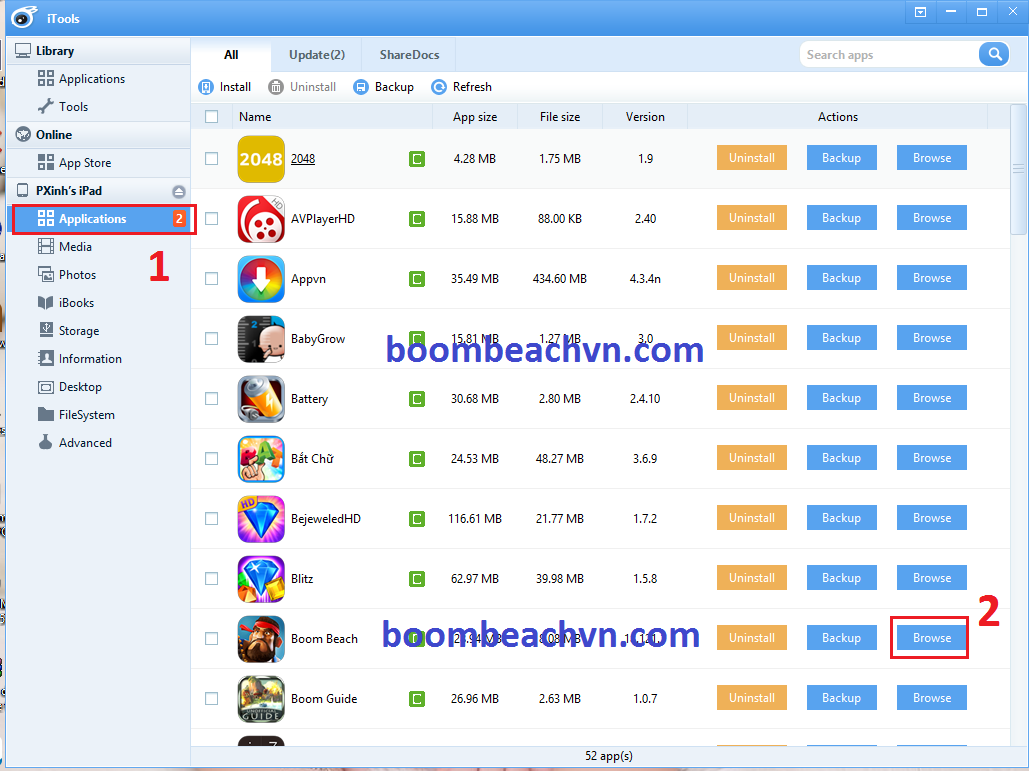 iTools
Library
Applications
Tools
Online
App Store
PXinh's iPad
Applications 2
1
Media
Photos
iBooks
Storage
Information
Desktop
FileSystem
Advanced
All Update(2) ShareDocs Search apps
Install Uninstall Backup Refresh
Name App size File size Version Actions
2048 2048 C 4.28 MB 1.75 MB 1.9 Uninstall Backup Browse
HD AVPlayerHD C 15.88 MB 88.00 KB 2.40 Uninstall Backup Browse
Appvn C 35.49 MB 434.60 MB 4.3.4n Uninstall Backup Browse
2 BabyGrow C 15.81 MB 1.27 MB 3.0 Uninstall Backup Browse
boombeachvn.com
Battery C 30.68 MB 2.80 MB 2.4.10 Uninstall Backup Browse
Bắt Chữ C 24.53 MB 48.27 MB 3.6.9 Uninstall Backup Browse
HD BejeweledHD C 116.61 MB 21.77 MB 1.7.2 Uninstall Backup Browse
Blitz C 62.97 MB 39.98 MB 1.5.8 Uninstall Backup Browse
2
Boom Beach Uninstall Backup Browse
boombeachvn.com
GUIDE Boom Guide C 26.96 MB 2.63 MB 1.0.7 Uninstall Backup Browse
52 app(s)